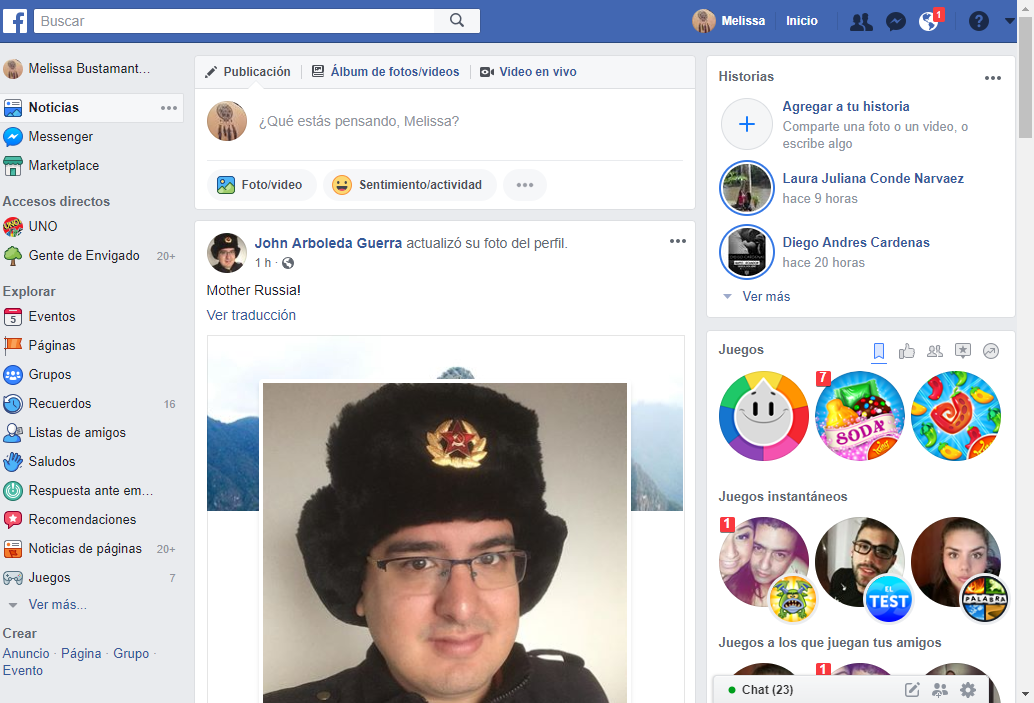 Buscar
Melissa
Inicio
1
?
Melissa Bustamant...
Noticias
Messenger
Marketplace
Accesos directos
UNO
Gente de Envigado 20+
Explorar
5
Eventos
Páginas
Grupos
Recuerdos 16
Listas de amigos
Saludos
Respuesta ante em...
Recomendaciones
Noticias de páginas 20+
Juegos 7
Ver más...
Crear
Anuncio · Página · Grupo ·
Evento
Publicación
Álbum de fotos/videos
Video en vivo
¿Qué estás pensando, Melissa?
Foto/video
Sentimiento/actividad
John Arboleda Guerra actualizó su foto del perfil.
1 h ·
Mother Russia!
Ver traducción
Historias
Agregar a tu historia
Comparte una foto o un video, o
escribe algo
Laura Juliana Conde Narvaez
hace 9 horas
Diego Andres Cardenas
hace 20 horas
Ver más
Juegos
7
SODA
Juegos instantáneos
1
EL
TEST
PALABRA
Juegos a los que juegan tus amigos
1
Chat (23)